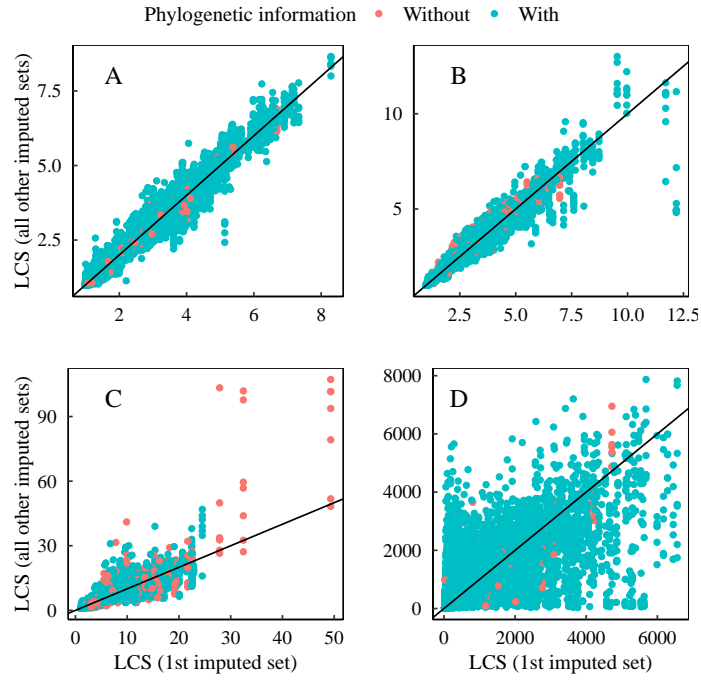 Phylogenetic information Without With
A
B
LCS (all other imputed sets)
7.5
5.0
2.5
10
5
2 4 6 8
2.5 5.0 7.5 10.0 12.5
C
D
LCS (all other imputed sets)
90
60
30
0
8000
6000
4000
2000
0
0 10 20 30 40 50
0 2000 4000 6000
LCS (1st imputed set)
LCS (1st imputed set)